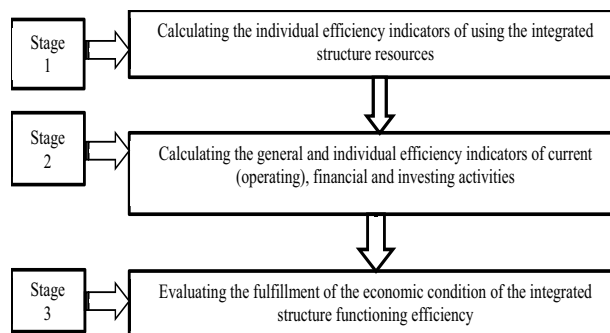 Stage
1
Calculating the individual efficiency indicators of using the integrated
structure resources
Stage
2
Calculating the general and individual efficiency indicators of current
(operating), financial and investing activities
Stage
3
Evaluating the fulfillment of the economic condition of the integrated
structure functioning efficiency